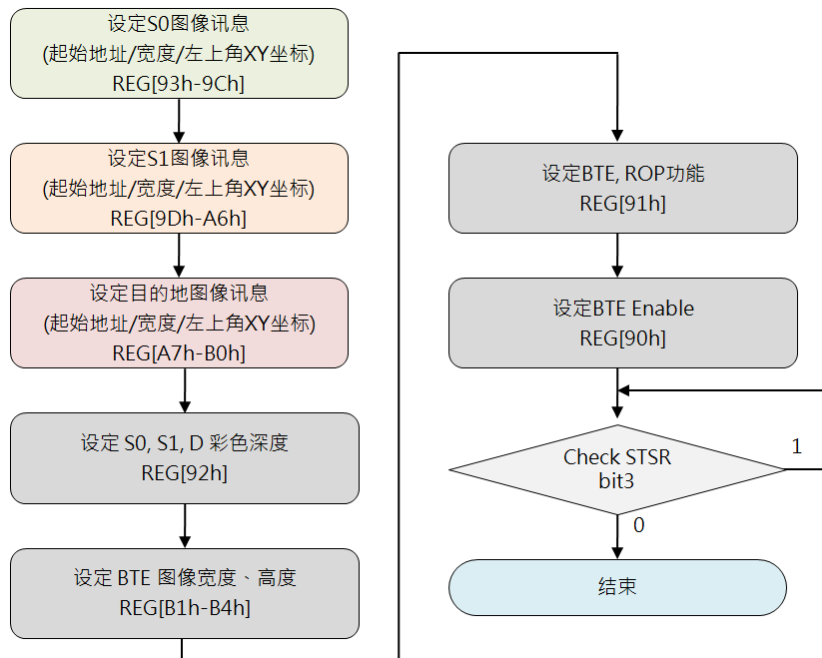 设定S0图像讯息
(起始地址/宽度/左上角XY坐标)
REG[93h-9Ch]
设定S1图像讯息
(起始地址/宽度/左上角XY坐标)
REG[9Dh-A6h]
设定目的地图像讯息
(起始地址/宽度/左上角XY坐标)
REG[A7h-B0h]
设定 S0, S1, D 彩色深度
REG[92h]
设定 BTE 图像宽度、高度
REG[B1h-B4h]
设定BTE, ROP功能
REG[91h]
设定BTE Enable
REG[90h]
Check STSR
bit3
1
0
结束